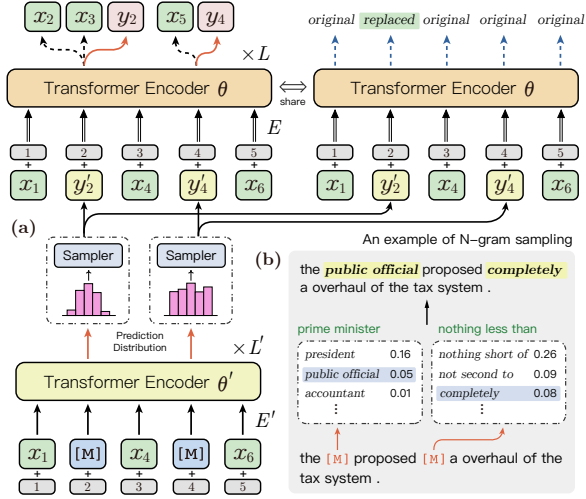 x2 x3 y2 x5 y4
original replaced original original original
×L
Transformer Encoder θ
⟺
share
Transformer Encoder θ
E
1 2 3 4 5
+ + + + +
x1 y′2 x4 y′4 x6
1 2 3 4 5
+ + + + +
x1 y′2 x4 y′4 x6
(a)
Sampler Sampler
Prediction
Distribution
×L′
Transformer Encoder θ′
E′
x1 [M] x4 [M] x6
+ + + + +
1 2 3 4 5
An example of N-gram sampling
(b)
the public official proposed completely
a overhaul of the tax system .
prime minister
president 0.16
public official 0.05
accountant 0.01
⋮
nothing less than
nothing short of 0.26
not second to 0.09
completely 0.08
⋮
the [M] proposed [M] a overhaul of the
tax system .